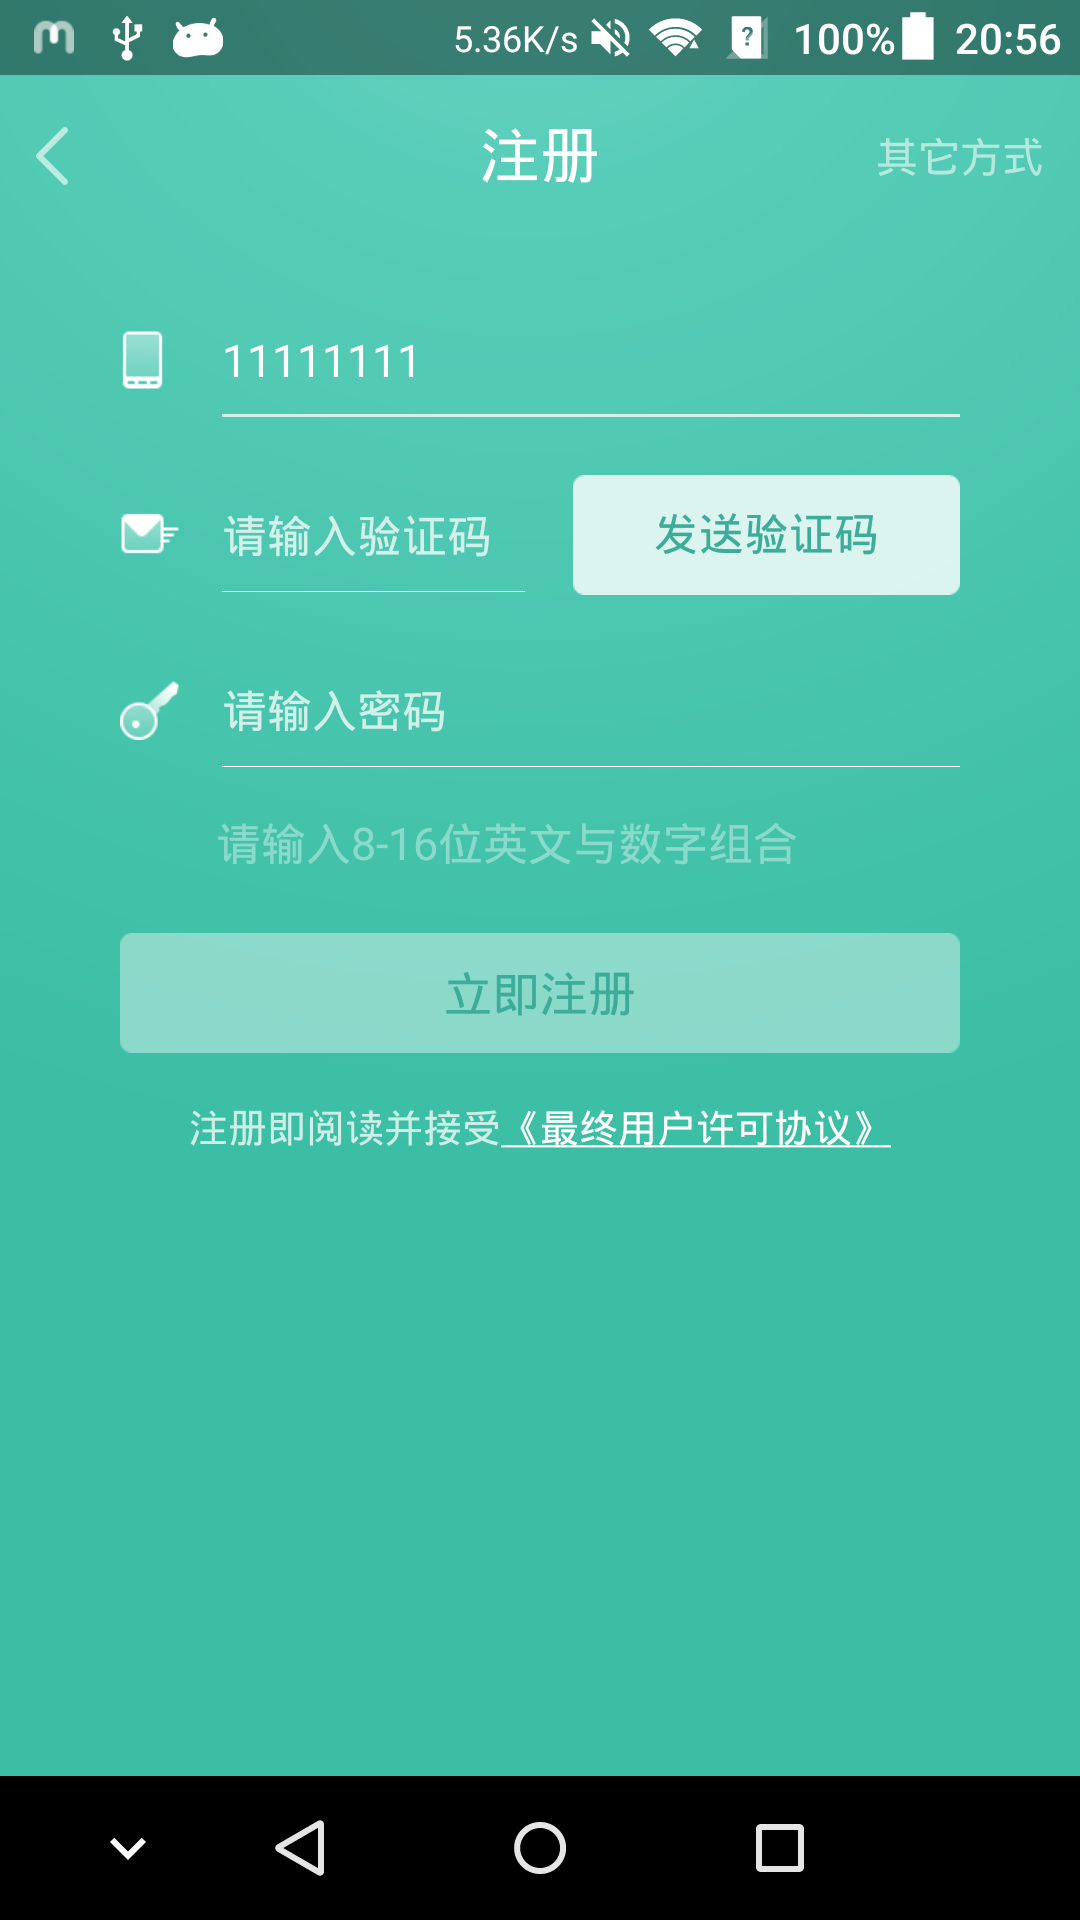 5.36K/s 100% 20:56
注册
其它方式
11111111
请输入验证码
发送验证码
请输入密码
请输入8-16位英文与数字组合
立即注册
注册即阅读并接受《最终用户许可协议》